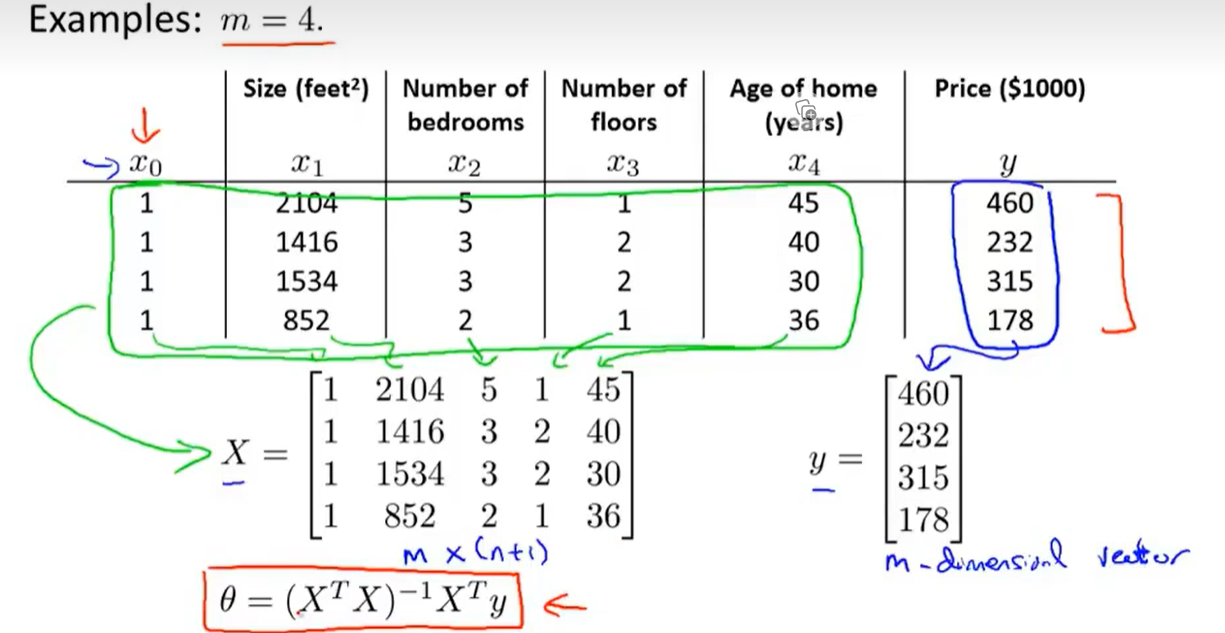 Examples: m = 4.
Size (feet²) Number of bedrooms Number of floors Age of home (years) Price ($1000)
x₀ x₁ x₂ x₃ x₄ y
1 2104 5 1 45 460
1 1416 3 2 40 232
1 1534 3 2 30 315
1 852 2 1 36 178
X = [1 2104 5 1 45
1 1416 3 2 40
1 1534 3 2 30
1 852 2 1 36]
m x (n+1)
y = [460
232
315
178]
m-dimensional vector
θ = (XᵀX)⁻¹Xᵀy